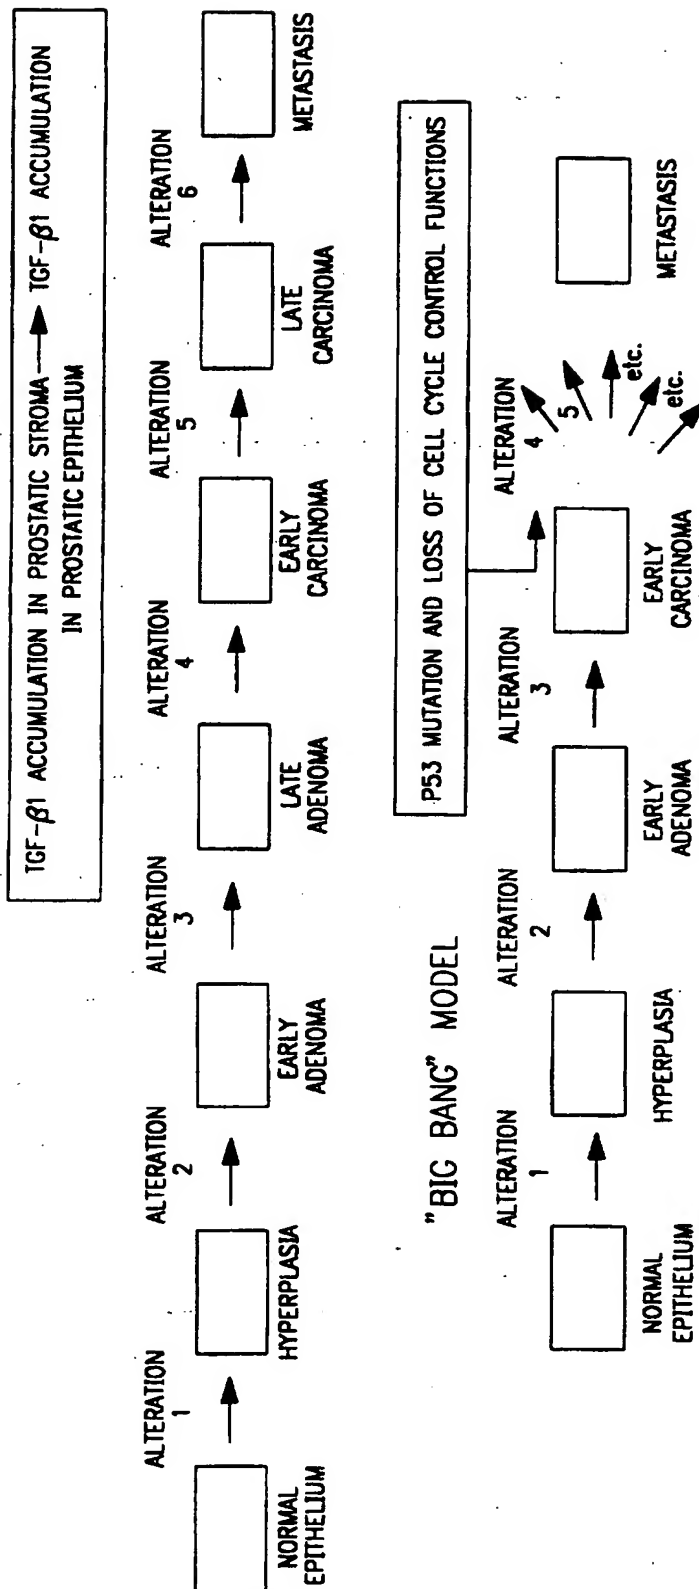 TGF-β1 ACCUMULATION IN PROSTATIC STROMA → TGF-β1 ACCUMULATION
IN PROSTATIC EPITHELIUM
ALTERATION
1
ALTERATION
2
ALTERATION
3
ALTERATION
4
ALTERATION
5
ALTERATION
6
NORMAL
EPITHELIUM
HYPERPLASIA
EARLY
ADENOMA
LATE
ADENOMA
EARLY
CARCINOMA
LATE
CARCINOMA
METASTASIS
"BIG BANG" MODEL
P53 MUTATION AND LOSS OF CELL CYCLE CONTROL FUNCTIONS
ALTERATION
1
ALTERATION
2
ALTERATION
3
ALTERATION
4
5
etc.
etc.
NORMAL
EPITHELIUM
HYPERPLASIA
EARLY
ADENOMA
EARLY
CARCINOMA
METASTASIS